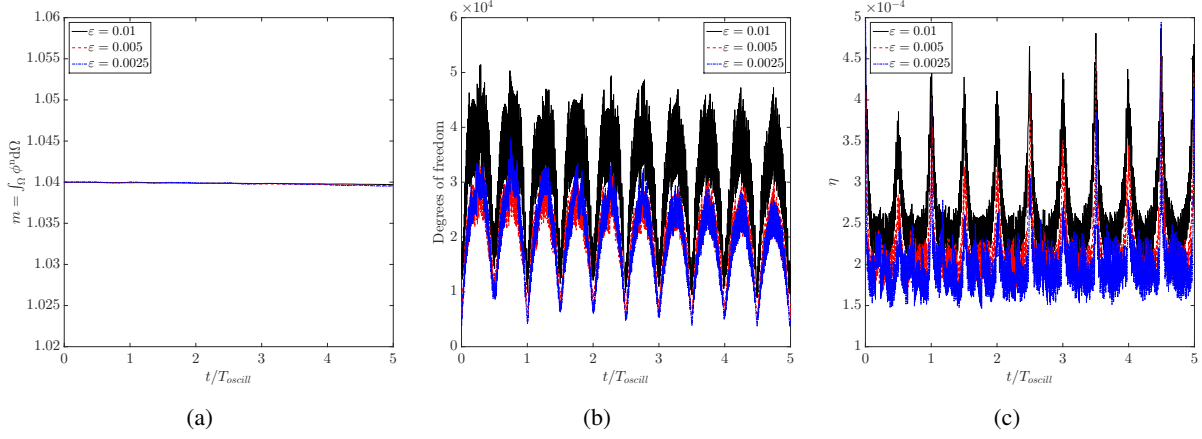 1.06
1.055
1.05
1.045
1.04
1.035
1.03
1.025
1.02
m = ∫_Ω ϕⁿdΩ
ε = 0.01
ε = 0.005
ε = 0.0025
0 1 2 3 4 5
t/T_oscill
(a)
×10⁴
6
5
4
3
2
1
0
Degrees of freedom
ε = 0.01
ε = 0.005
ε = 0.0025
0 1 2 3 4 5
t/T_oscill
(b)
×10⁻⁴
5
4.5
4
3.5
3
2.5
2
1.5
1
η
ε = 0.01
ε = 0.005
ε = 0.0025
0 1 2 3 4 5
t/T_oscill
(c)